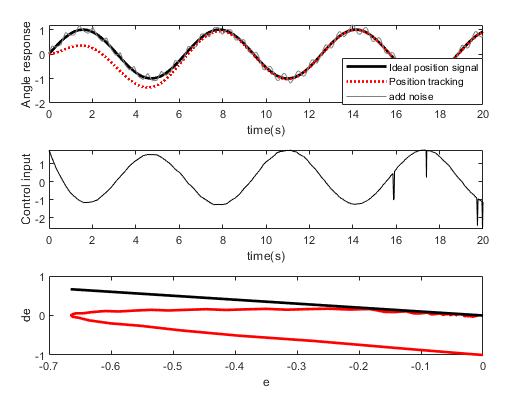 Angle response
1
0
-1
-2
0 2 4 6 8 10 12 14 16 18 20
time(s)
Ideal position signal
Position tracking
add noise
Control input
1
0
-1
-2
0 2 4 6 8 10 12 14 16 18 20
time(s)
de
1
0
-1
-0.7 -0.6 -0.5 -0.4 -0.3 -0.2 -0.1 0
e